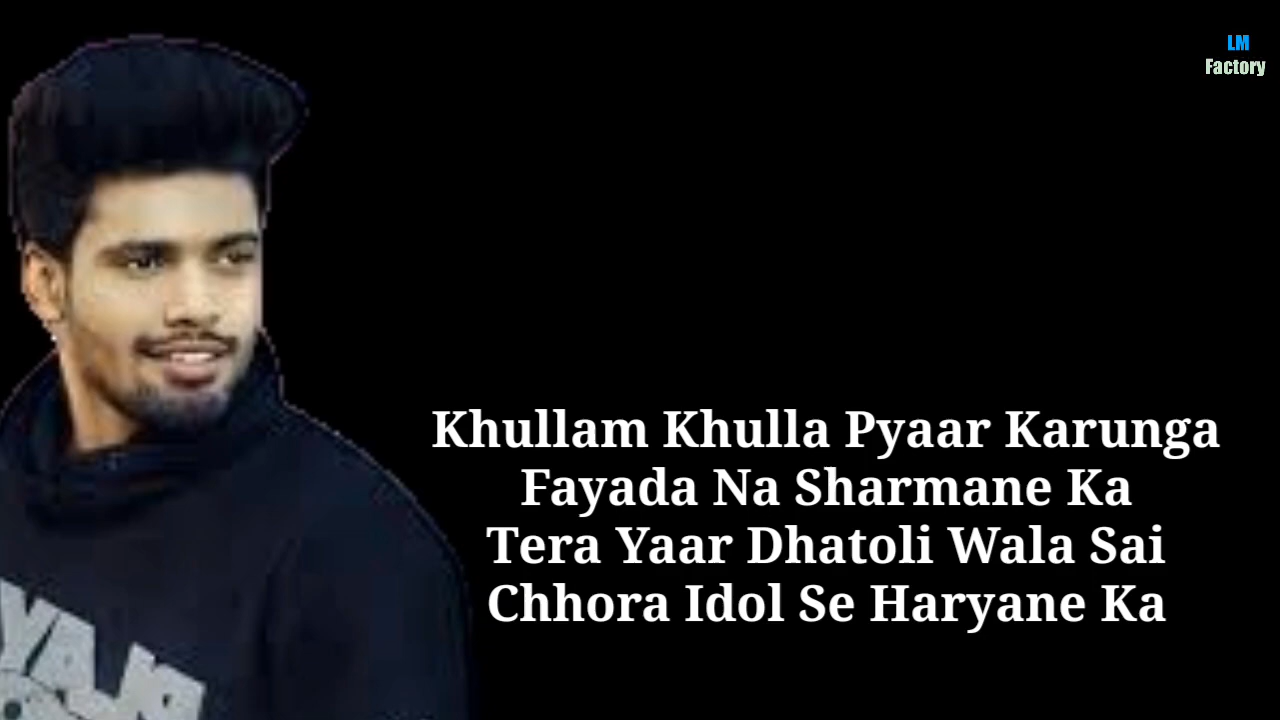 LM
Factory
Khullam Khulla Pyaar Karunga
Fayada Na Sharmane Ka
Tera Yaar Dhatoli Wala Sai
Chhora Idol Se Haryane Ka